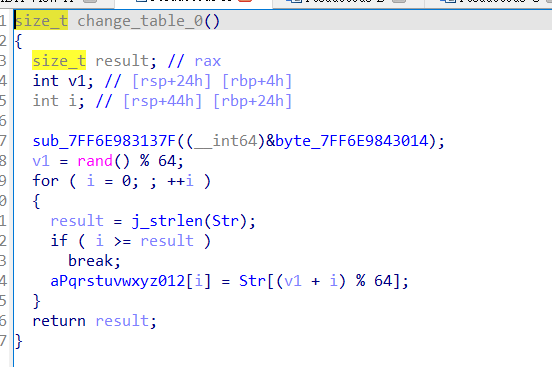 1 size_t change_table_0()
2 {
3 size_t result; // rax
4 int v1; // [rsp+24h] [rbp+4h]
5 int i; // [rsp+44h] [rbp+24h]
6
7 sub_7FF6E983137F((__int64)&byte_7FF6E9843014);
8 v1 = rand() % 64;
9 for ( i = 0; ; ++i )
0 {
1 result = j_strlen(Str);
2 if ( i >= result )
3 break;
4 aPqrstuvwxyz012[i] = Str[(v1 + i) % 64];
5 }
6 return result;
7 }